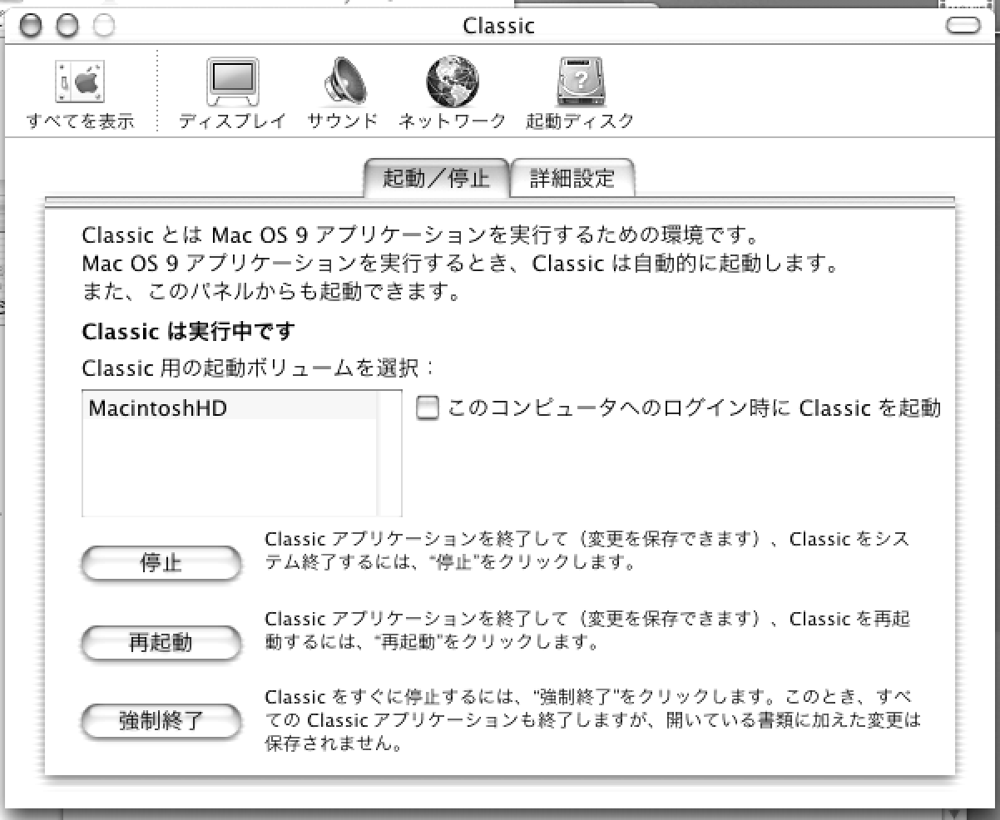 Classic
すべてを表示
ディスプレイ
サウンド
ネットワーク
起動ディスク
起動／停止
詳細設定
Classic とは Mac OS 9 アプリケーションを実行するための環境です。
Mac OS 9 アプリケーションを実行するとき、Classic は自動的に起動します。
また、このパネルからも起動できます。
Classic は実行中です
Classic 用の起動ボリュームを選択：
MacintoshHD
このコンピュータへのログイン時に Classic を起動
停止
Classic アプリケーションを終了して（変更を保存できます）、Classic をシス
テム終了するには、“停止”をクリックします。
再起動
Classic アプリケーションを終了して（変更を保存できます）、Classic を再起
動するには、“再起動”をクリックします。
強制終了
Classic をすぐに停止するには、“強制終了”をクリックします。このとき、すべ
ての Classic アプリケーションも終了しますが、開いている書類に加えた変更は
保存されません。